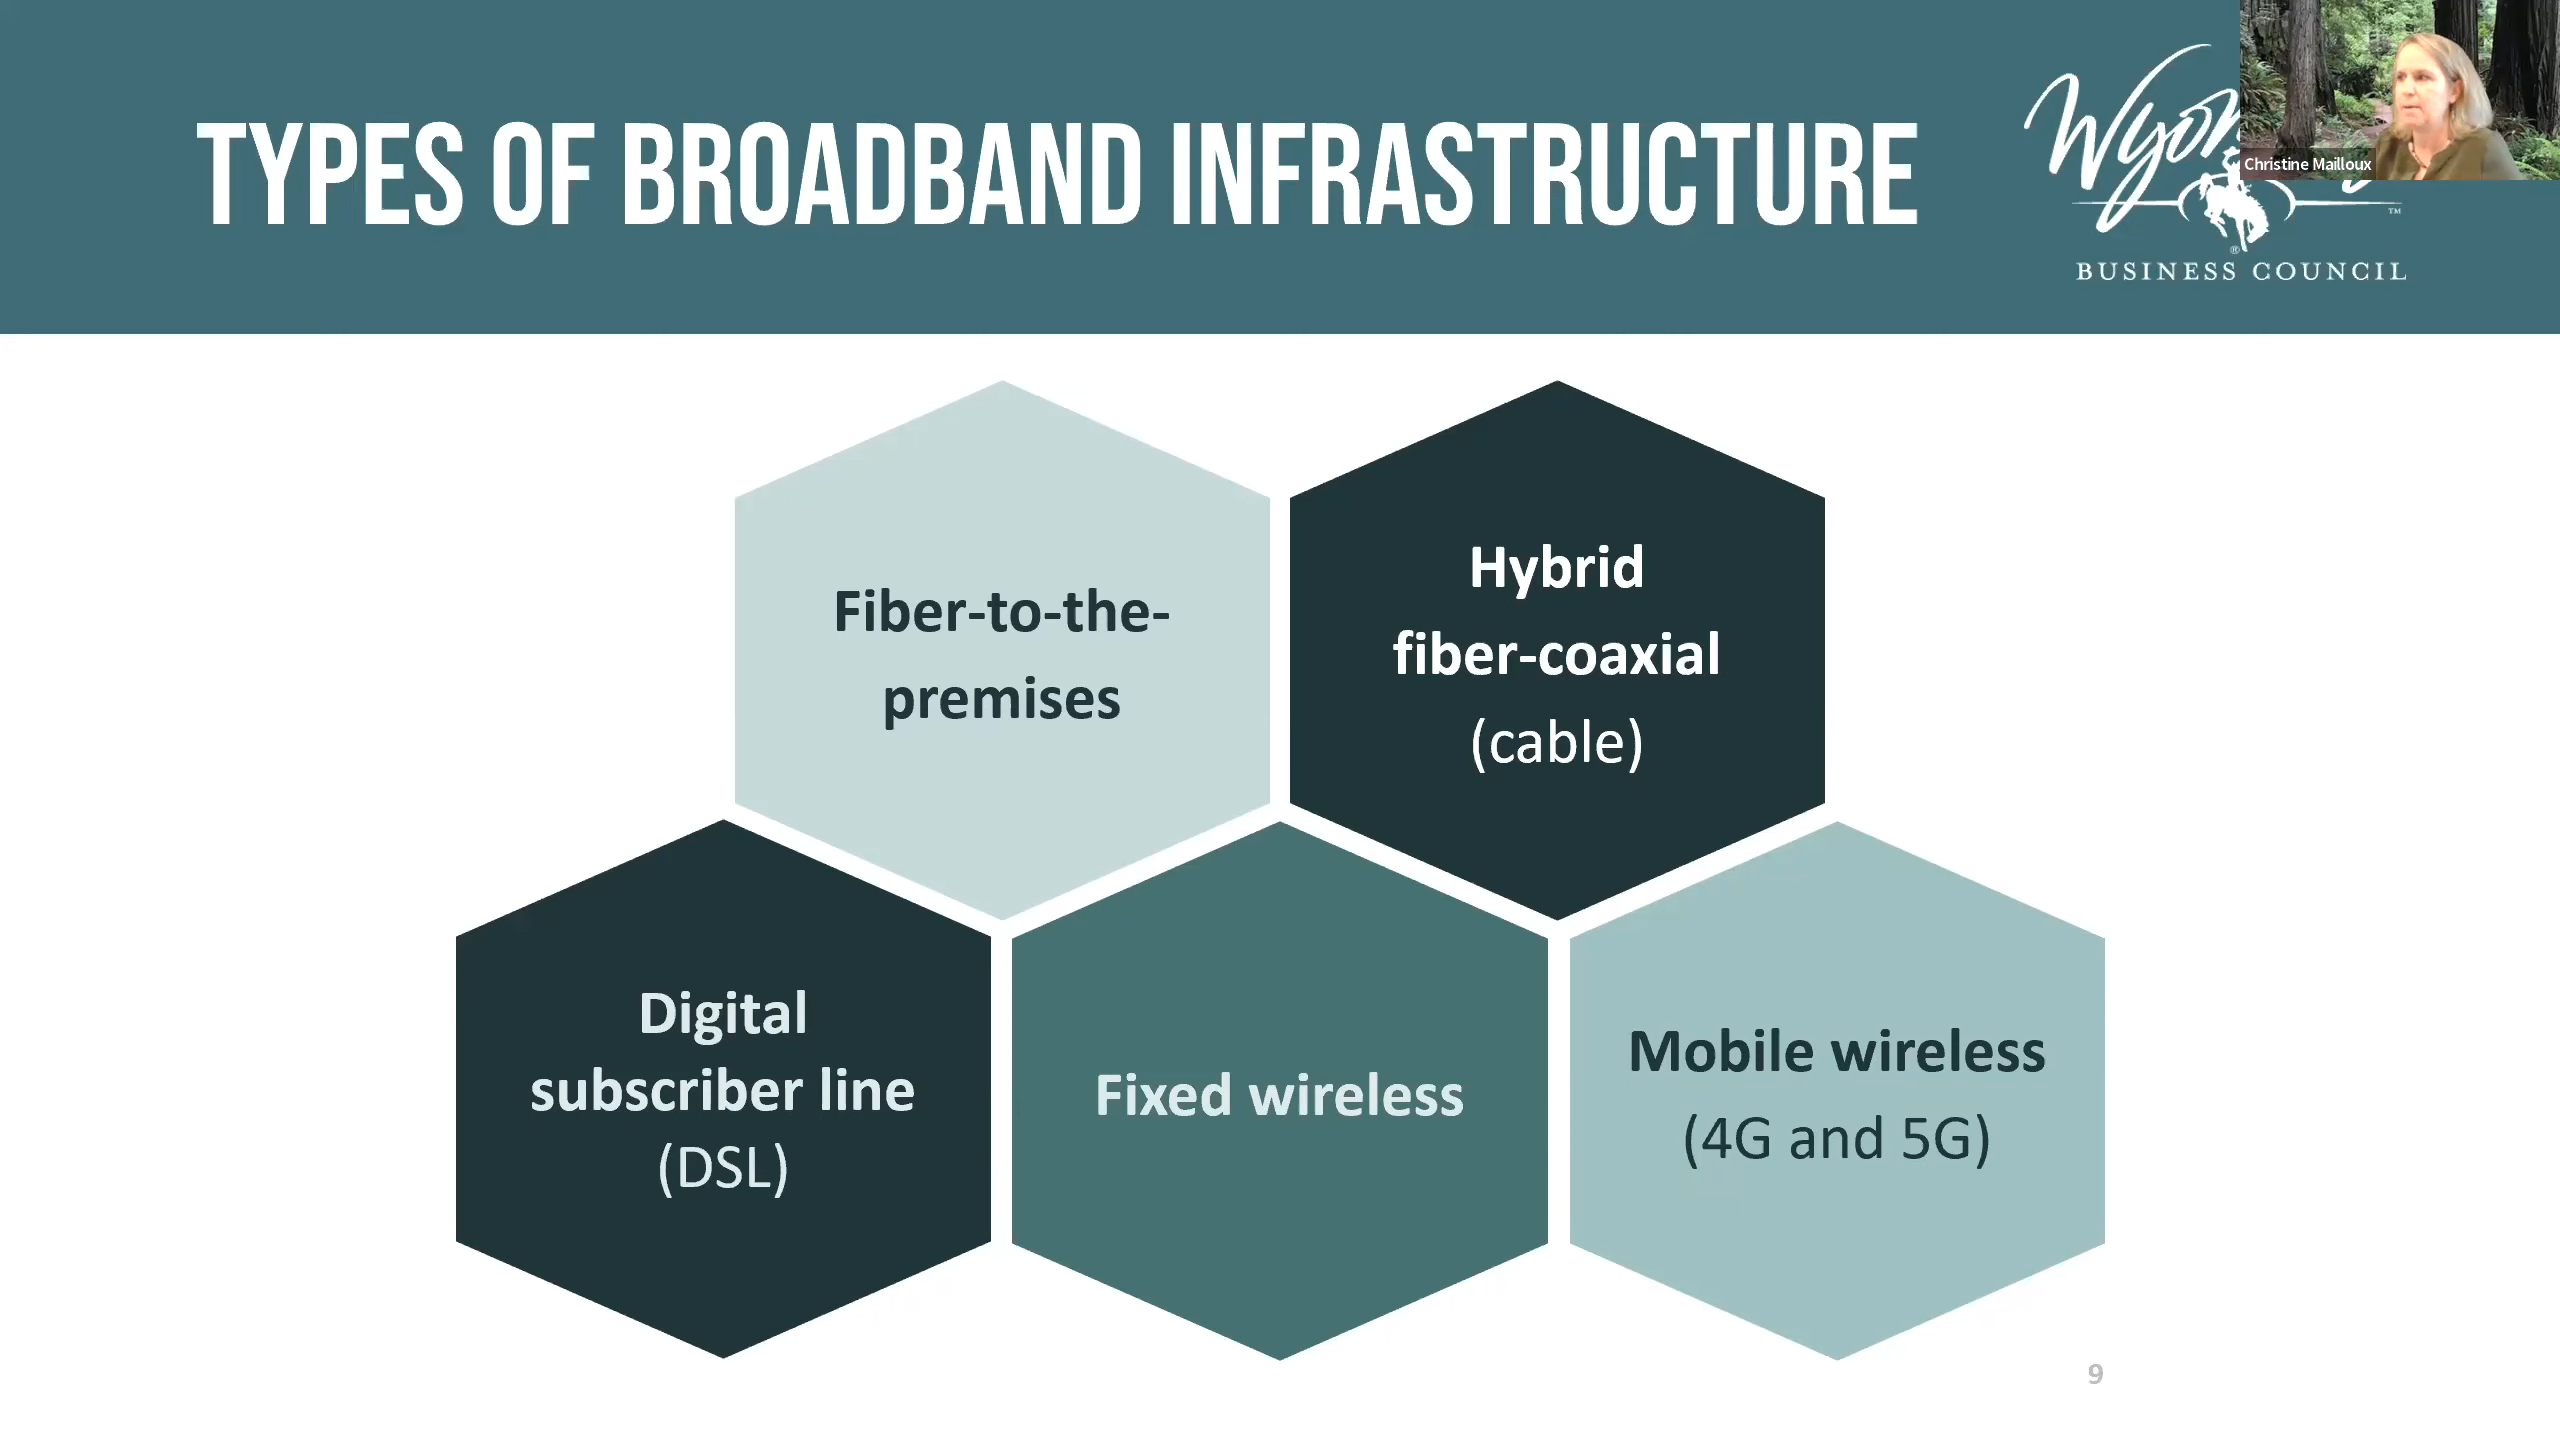 TYPES OF BROADBAND INFRASTRUCTURE
Christine Mailloux
™
®
BUSINESS COUNCIL
Fiber-to-the-
premises
Hybrid
fiber-coaxial
(cable)
Digital
subscriber line
(DSL)
Fixed wireless
Mobile wireless
(4G and 5G)
9